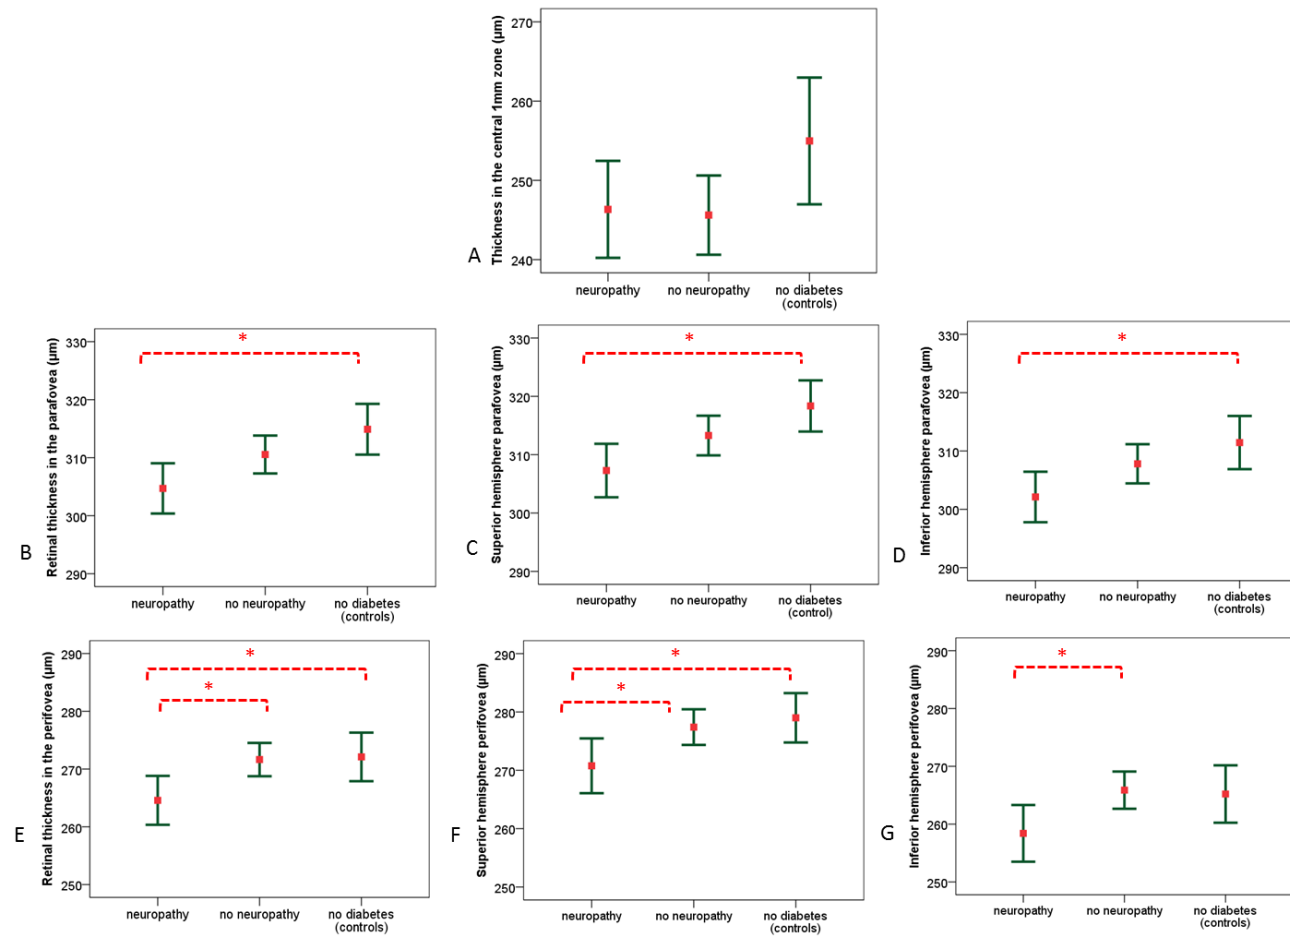 Thickness in the central 1mm zone (µm)
270
260
250
240
A
neuropathy
no neuropathy
no diabetes
(controls)
Retinal thickness in the parafovea (µm)
330
320
310
300
290
*
B
neuropathy
no neuropathy
no diabetes
(controls)
Superior hemisphere parafovea (µm)
330
320
310
300
290
*
C
neuropathy
no neuropathy
no diabetes
(control)
Inferior hemisphere parafovea (µm)
330
320
310
300
290
*
D
neuropathy
no neuropathy
no diabetes
(controls)
Retinal thickness in the perifovea (µm)
290
280
270
260
250
*
*
E
neuropathy
no neuropathy
no diabetes
(controls)
Superior hemisphere perifovea (µm)
290
280
270
260
250
*
*
F
neuropathy
no neuropathy
no diabetes
(controls)
Inferior hemisphere perifovea (µm)
290
280
270
260
250
*
G
neuropathy
no neuropathy
no diabetes
(controls)